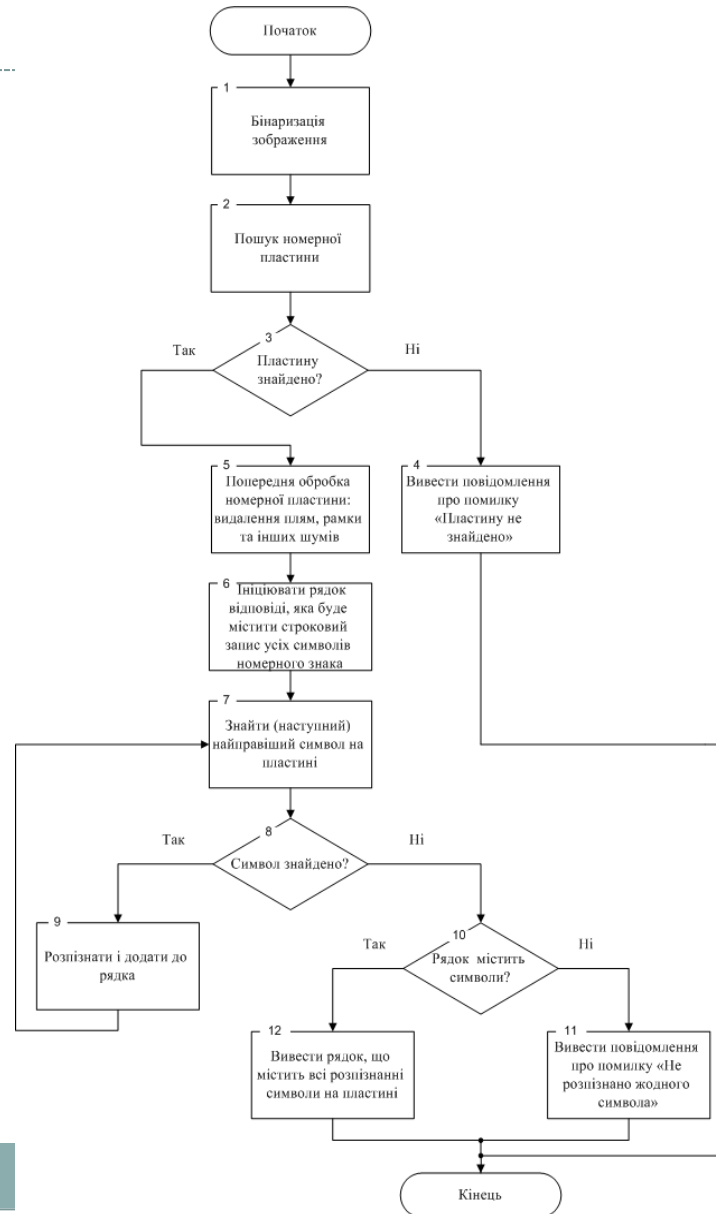 Початок
1
Бінаризація
зображення
2
Пошук номерної
пластини
3
Так
Ні
Пластину
знайдено?
5
Попередня обробка
номерної пластини:
видалення плям, рамки
та інших шумів
4
Вивести повідомлення
про помилку
«Пластину не
знайдено»
6
Ініціювати рядок
відповіді, яка буде
містити строковий
запис усіх символів
номерного знака
7
Знайти (наступний)
найправіший символ на
пластині
8
Так
Ні
Символ знайдено?
9
Розпізнати і додати до
рядка
10
Так
Ні
Рядок містить
символи?
12
Вивести рядок, що
містить всі розпізнанні
символи на пластині
11
Вивести повідомлення
про помилку «Не
розпізнано жодного
символа»
Кінець